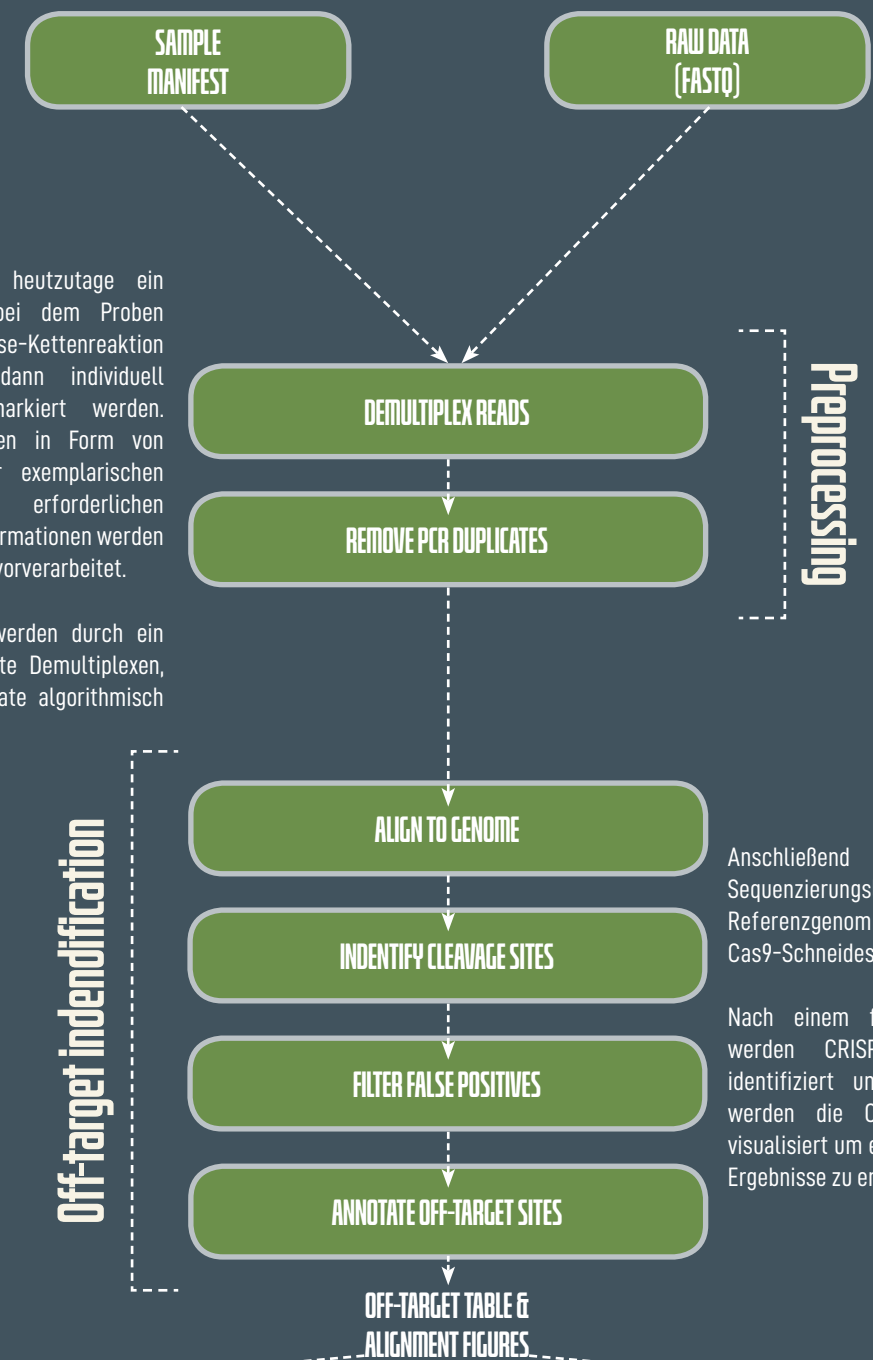 SAMPLE
MANIFEST
RAW DATA
(FASTQ)
heutzutage ein
bei dem Proben
se-Kettenreaktion
dann individuell
markiert werden.
en in Form von
exemplarischen
erforderlichen
rmationen werden
vorverarbeitet.
werden durch ein
te Demultiplexen,
ate algorithmisch
DEMULTIPLEX READS
REMOVE PCR DUPLICATES
Preprocessing
Off-target indendification
ALIGN TO GENOME
INDENTIFY CLEAVAGE SITES
FILTER FALSE POSITIVES
ANNOTATE OFF-TARGET SITES
OFF-TARGET TABLE &
ALIGNMENT FIGURES
Anschließend
Sequenzierungs
Referenzgenom
Cas9-Schneides
Nach einem f
werden CRISP
identifiziert un
werden die O
visualisiert um e
Ergebnisse zu er